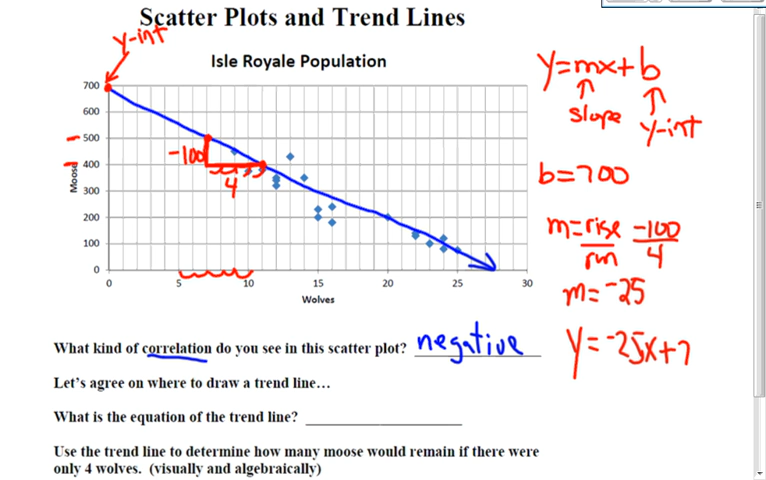 Scatter Plots and Trend Lines
y-int
Isle Royale Population
700
600
500
400
300
200
100
0
Moose
-100
4
0 5 10 15 20 25 30
Wolves
y=mx+b
slope y-int
b=700
m=rise -100
run 4
m=-25
y=-25x+7
What kind of correlation do you see in this scatter plot? negative
Let's agree on where to draw a trend line…
What is the equation of the trend line?
Use the trend line to determine how many moose would remain if there were
only 4 wolves. (visually and algebraically)